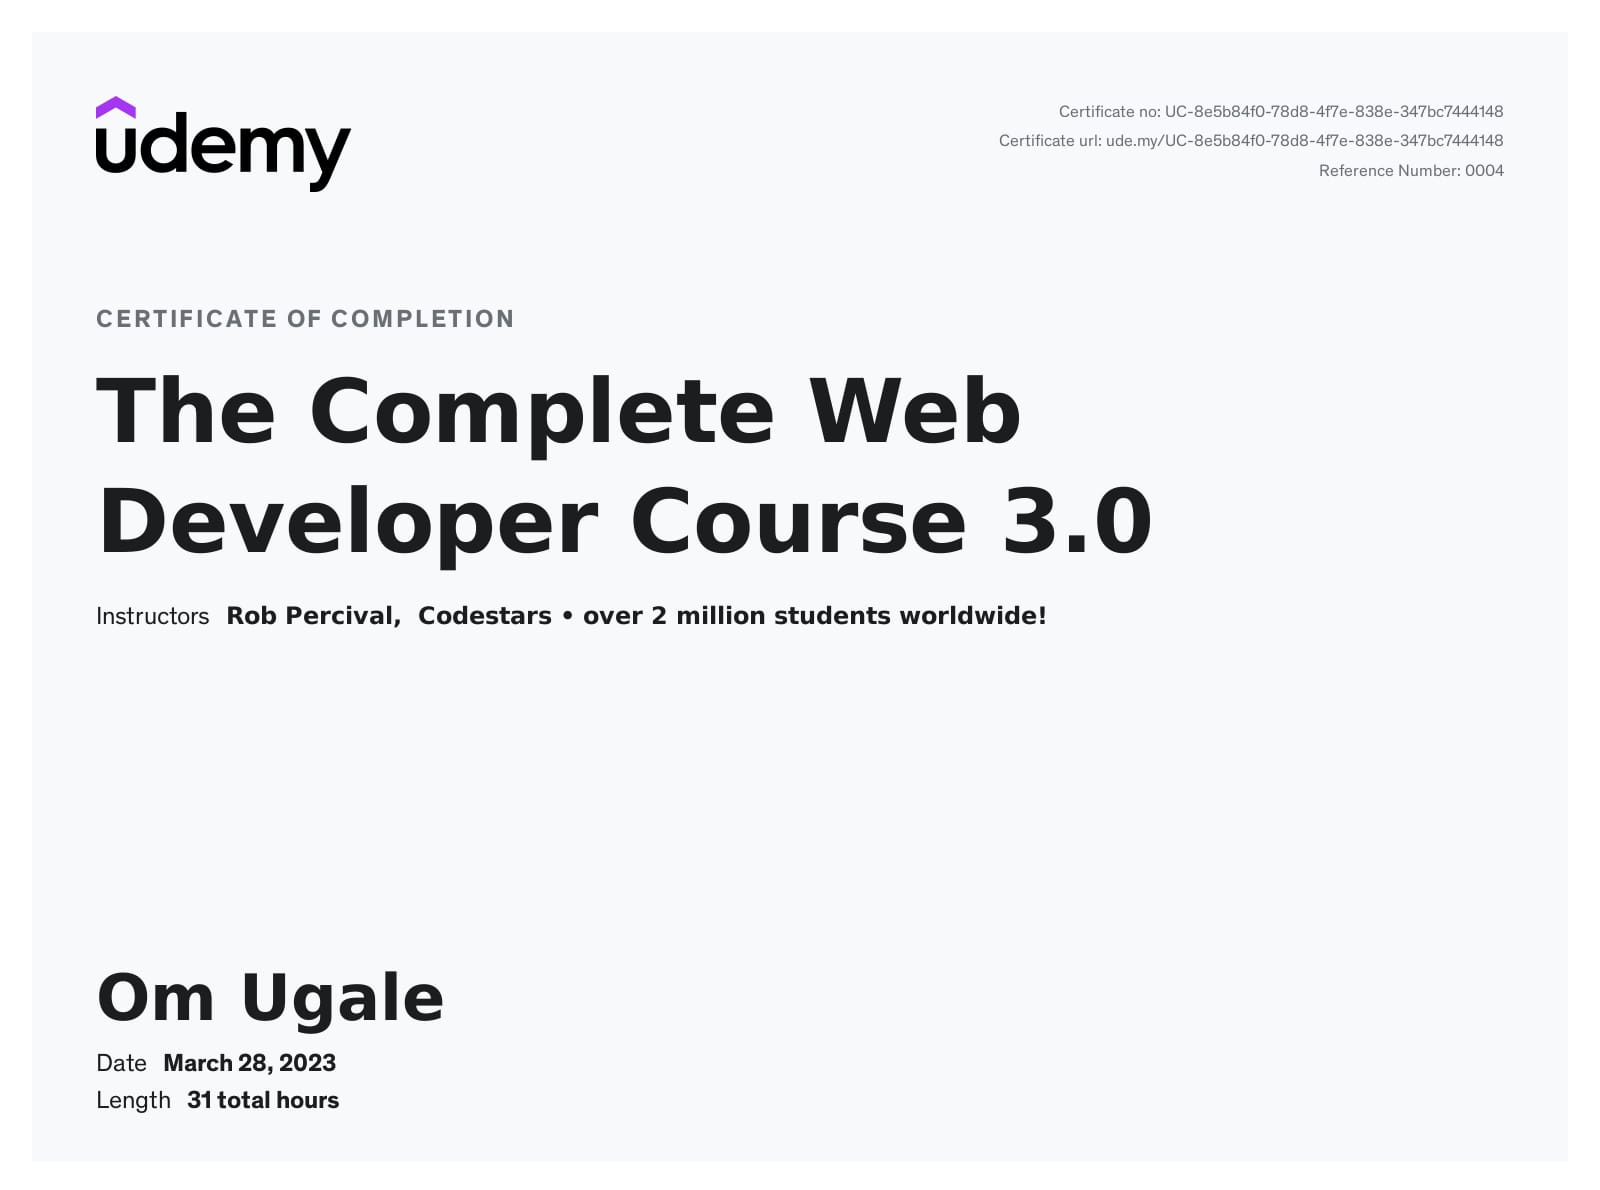 udemy
Certificate no: UC-8e5b84f0-78d8-4f7e-838e-347bc7444148
Certificate url: ude.my/UC-8e5b84f0-78d8-4f7e-838e-347bc7444148
Reference Number: 0004
CERTIFICATE OF COMPLETION
The Complete Web
Developer Course 3.0
Instructors Rob Percival, Codestars • over 2 million students worldwide!
Om Ugale
Date March 28, 2023
Length 31 total hours